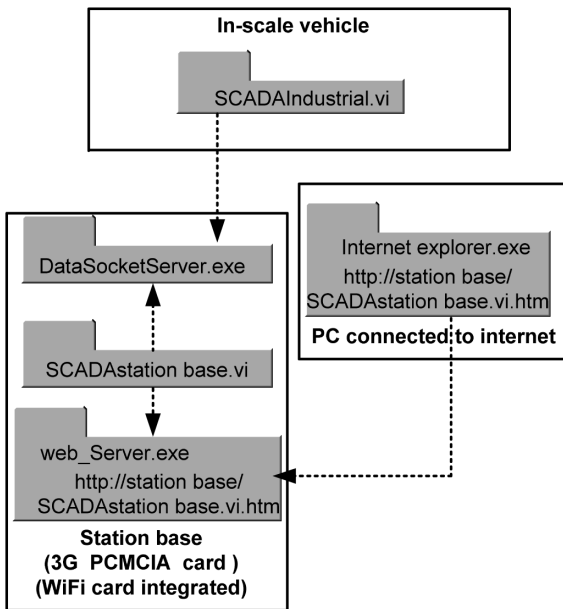 In-scale vehicle
SCADAIndustrial.vi
DataSocketServer.exe
SCADAstation base.vi
web_Server.exe
http://station base/
SCADAstation base.vi.htm
Station base
(3G PCMCIA card )
(WiFi card integrated)
Internet explorer.exe
http://station base/
SCADAstation base.vi.htm
PC connected to internet